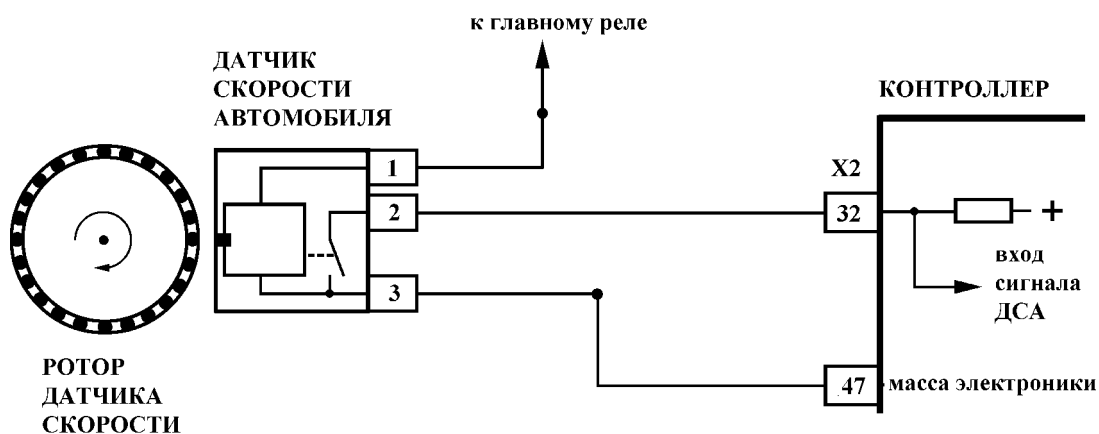 к главному реле
ДАТЧИК
СКОРОСТИ
АВТОМОБИЛЯ
КОНТРОЛЛЕР
1
X2
2
32
+
вход
сигнала
ДСА
3
47
масса электроники
РОТОР
ДАТЧИКА
СКОРОСТИ